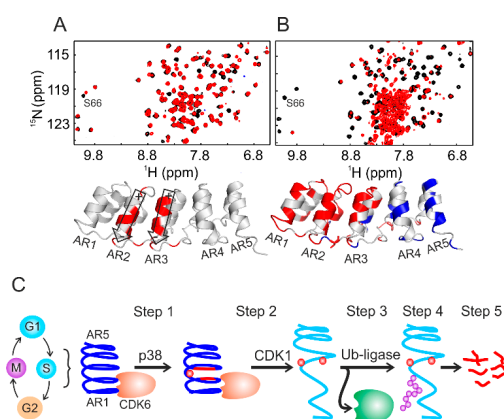 A
B
115
119
123
¹⁵N (ppm)
S66
S66
9.8 8.8 7.8 6.8
9.8 8.8 7.8 6.8
¹H (ppm)
¹H (ppm)
+
+
-
-
AR1 AR2 AR3 AR4 AR5
AR1 AR2 AR3 AR4 AR5
C
Step 1 Step 2 Step 3 Step 4 Step 5
G1
M
S
G2
AR5
AR1
CDK6
p38
CDK1
Ub-ligase